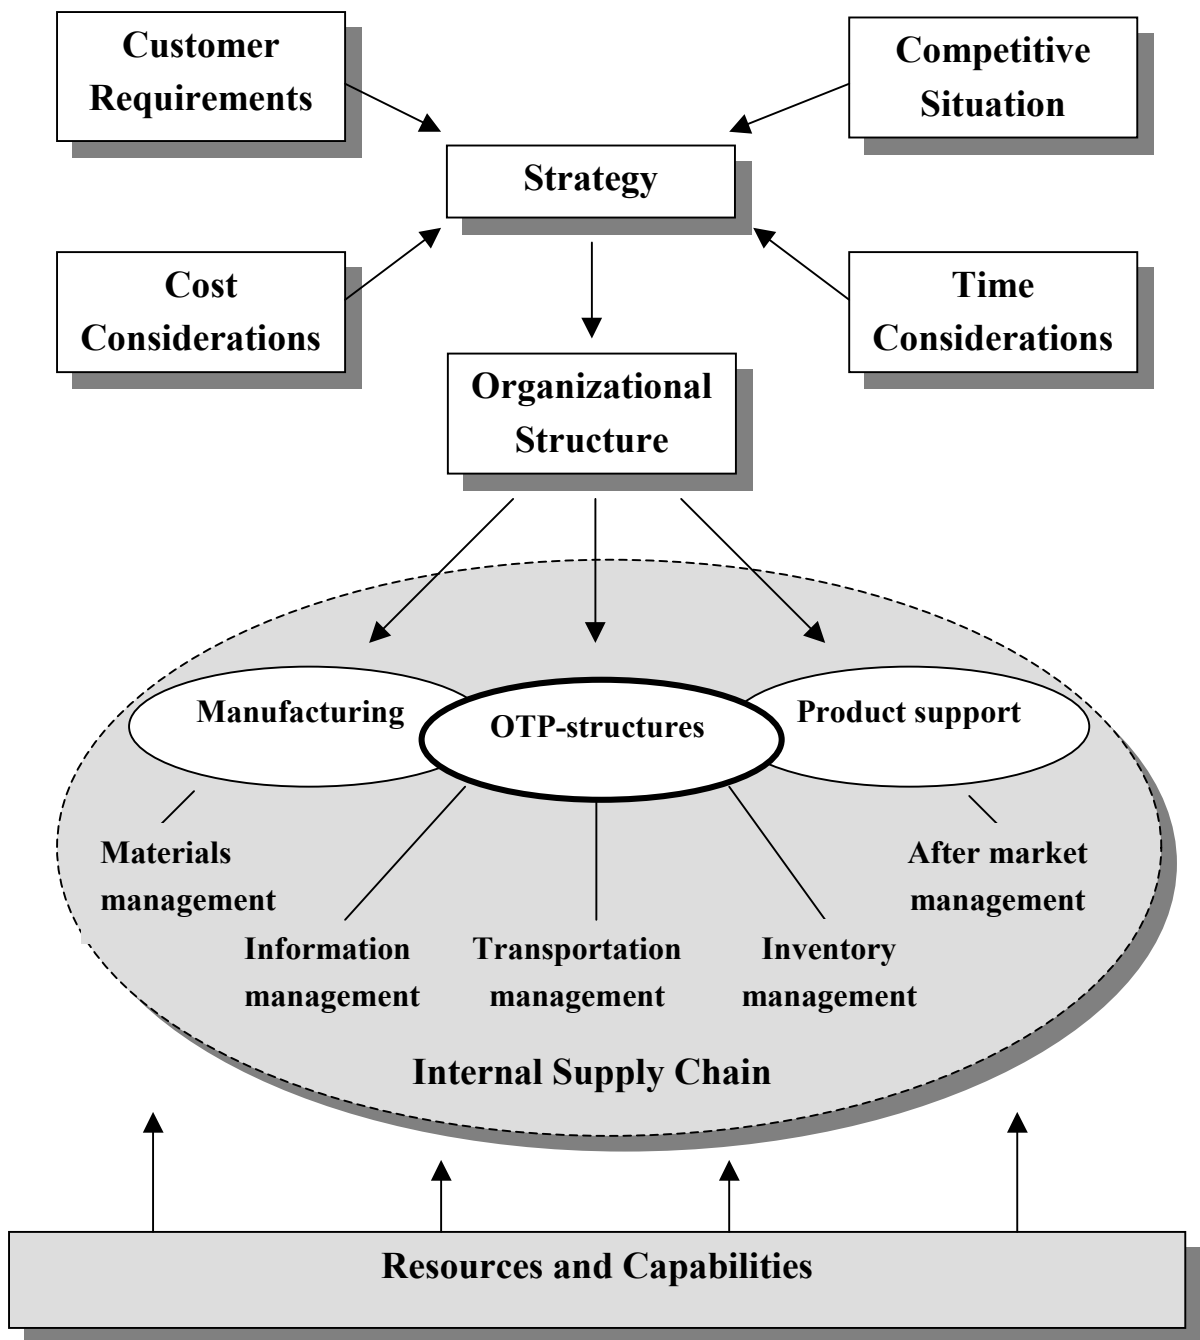 Customer
Requirements
Competitive
Situation
Strategy
Cost
Considerations
Time
Considerations
Organizational
Structure
Manufacturing
OTP-structures
Product support
Materials
management
After market
management
Information
management
Transportation
management
Inventory
management
Internal Supply Chain
Resources and Capabilities